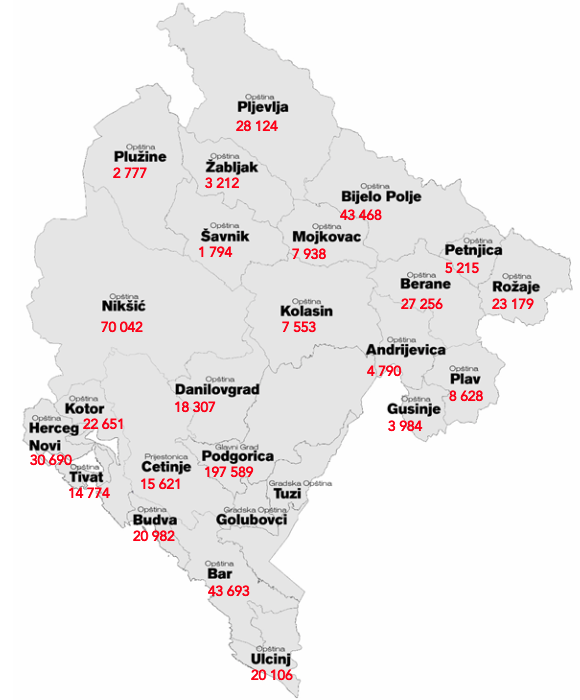 Opština
Pljevlja
28 124
Opština
Plužine
2 777
Opština
Žabljak
3 212
Opština
Bijelo Polje
43 468
Opština
Šavnik
1 794
Opština
Mojkovac
7 938
Opština
Petnjica
5 215
Opština
Berane
27 256
Opština
Rožaje
23 179
Opština
Nikšić
70 042
Opština
Kolasin
7 553
Opština
Andrijevica
4 790
Opština
Plav
8 628
Opština
Danilovgrad
18 307
Opština
Gusinje
3 984
Opština
Kotor
22 651
Opština
Herceg
Novi
30 690
Opština
Tivat
14 774
Prijestonica
Cetinje
15 621
Glavni Grad
Podgorica
197 589
Gradska Opština
Tuzi
Gradska Opština
Golubovci
Opština
Budva
20 982
Opština
Bar
43 693
Opština
Ulcinj
20 106